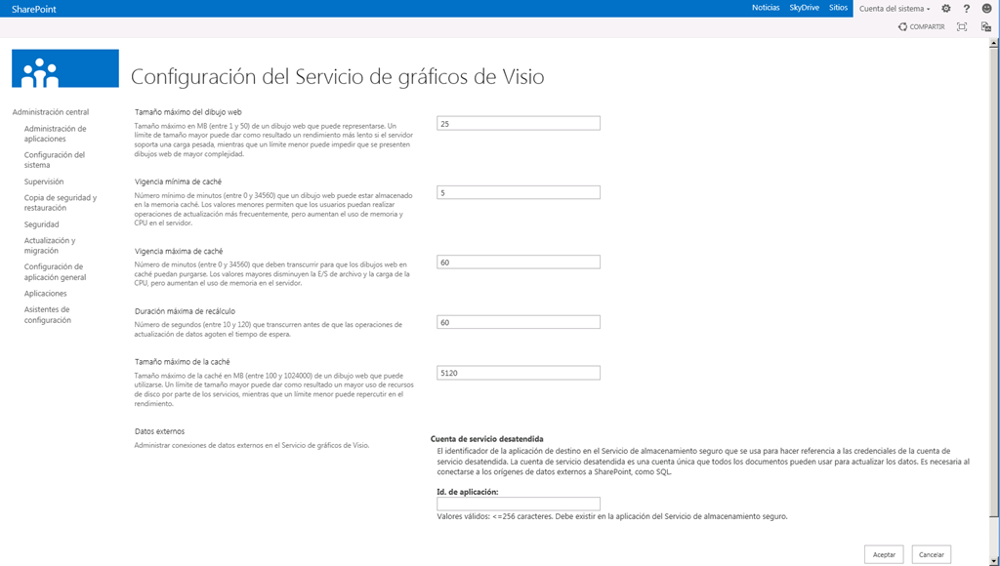 SharePoint
Noticias SkyDrive Sitios Cuenta del sistema ?
COMPARTIR
Configuración del Servicio de gráficos de Visio
Administración central
Administración de
aplicaciones
Configuración del
sistema
Supervisión
Copia de seguridad y
restauración
Seguridad
Actualización y
migración
Configuración de
aplicación general
Aplicaciones
Asistentes de
configuración
Tamaño máximo del dibujo web
Tamaño máximo en MB (entre 1 y 50) de un dibujo web que puede representarse. Un
límite de tamaño mayor puede dar como resultado un rendimiento más lento si el servidor
soporta una carga pesada, mientras que un límite menor puede impedir que se presenten
dibujos web de mayor complejidad.
25
Vigencia mínima de caché
Número mínimo de minutos (entre 0 y 34560) que un dibujo web puede estar almacenado
en la memoria caché. Los valores menores permiten que los usuarios puedan realizar
operaciones de actualización más frecuentemente, pero aumentan el uso de memoria y
CPU en el servidor.
5
Vigencia máxima de caché
Número de minutos (entre 0 y 34560) que deben transcurrir para que los dibujos web en
caché puedan purgarse. Los valores mayores disminuyen la E/S de archivo y la carga de la
CPU, pero aumentan el uso de memoria en el servidor.
60
Duración máxima de recálculo
Número de segundos (entre 10 y 120) que transcurren antes de que las operaciones de
actualización de datos agoten el tiempo de espera.
60
Tamaño máximo de la caché
Tamaño máximo de la caché en MB (entre 100 y 1024000) de un dibujo web que puede
utilizarse. Un límite de tamaño mayor puede dar como resultado un mayor uso de recursos
de disco por parte de los servicios, mientras que un límite menor puede repercutir en el
rendimiento.
5120
Datos externos
Administrar conexiones de datos externos en el Servicio de gráficos de Visio.
Cuenta de servicio desatendida
El identificador de la aplicación de destino en el Servicio de almacenamiento seguro que se usa para hacer referencia a las credenciales de la cuenta de
servicio desatendida. La cuenta de servicio desatendida es una cuenta única que todos los documentos pueden usar para actualizar los datos. Es necesaria al
conectarse a los orígenes de datos externos a SharePoint, como SQL.
Id. de aplicación:
Valores válidos: <=256 caracteres. Debe existir en la aplicación del Servicio de almacenamiento seguro.
Aceptar Cancelar